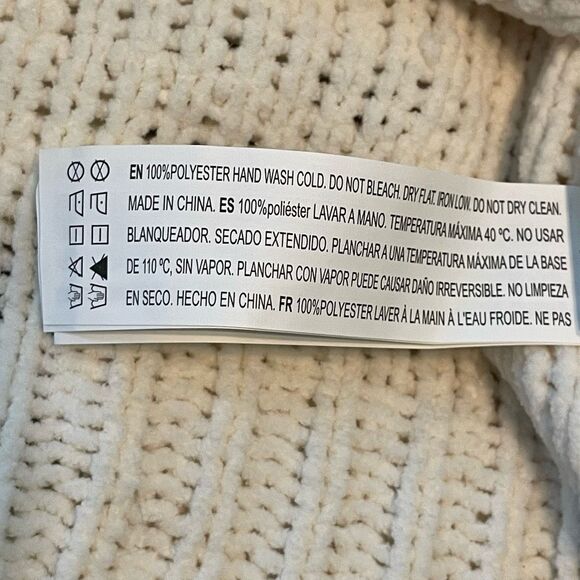 EN 100%POLYESTER HAND WASH COLD. DO NOT BLEACH. DRY FLAT. IRON LOW. DO NOT DRY CLEAN.
MADE IN CHINA. ES 100%poliéster LAVAR A MANO. TEMPERATURA MÁXIMA 40 ºC. NO USAR
BLANQUEADOR. SECADO EXTENDIDO. PLANCHAR A UNA TEMPERATURA MÁXIMA DE LA BASE
DE 110 ºC, SIN VAPOR. PLANCHAR CON VAPOR PUEDE CAUSAR DAÑO IRREVERSIBLE. NO LIMPIEZA
EN SECO. HECHO EN CHINA. FR 100%POLYESTER LAVER À LA MAIN À L'EAU FROIDE. NE PAS